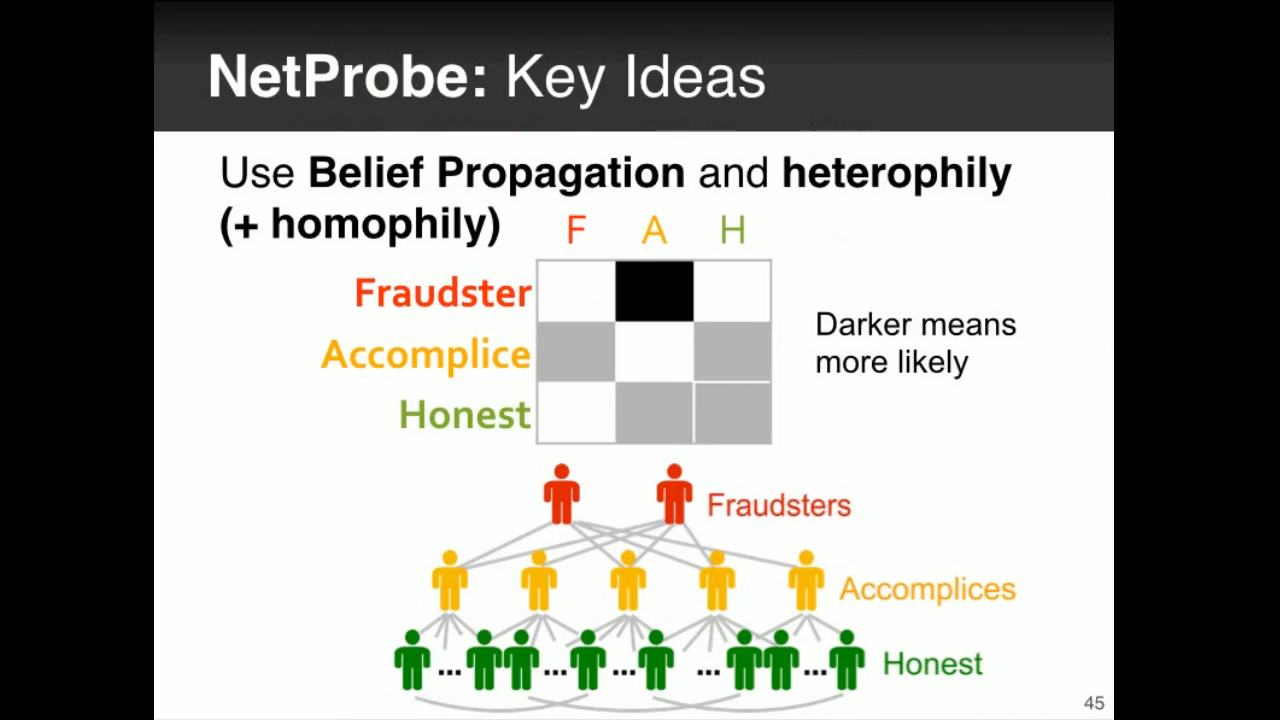 NetProbe: Key Ideas
Use Belief Propagation and heterophily
(+ homophily)
F A H
Fraudster
Accomplice
Honest
Darker means
more likely
Fraudsters
Accomplices
... ... ... ... ...
Honest
45